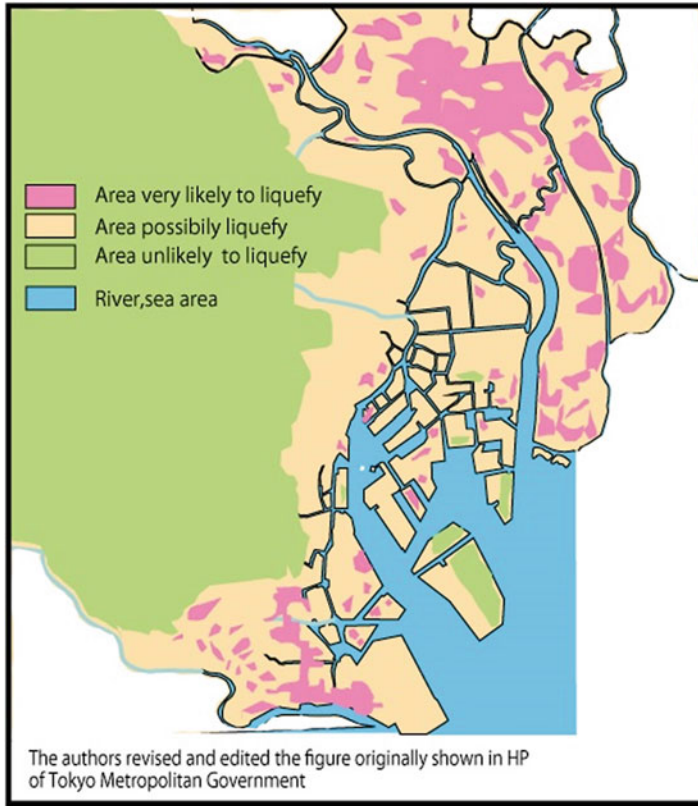 Area very likely to liquefy
Area possibily liquefy
Area unlikely to liquefy
River,sea area
The authors revised and edited the figure originally shown in HP
of Tokyo Metropolitan Government